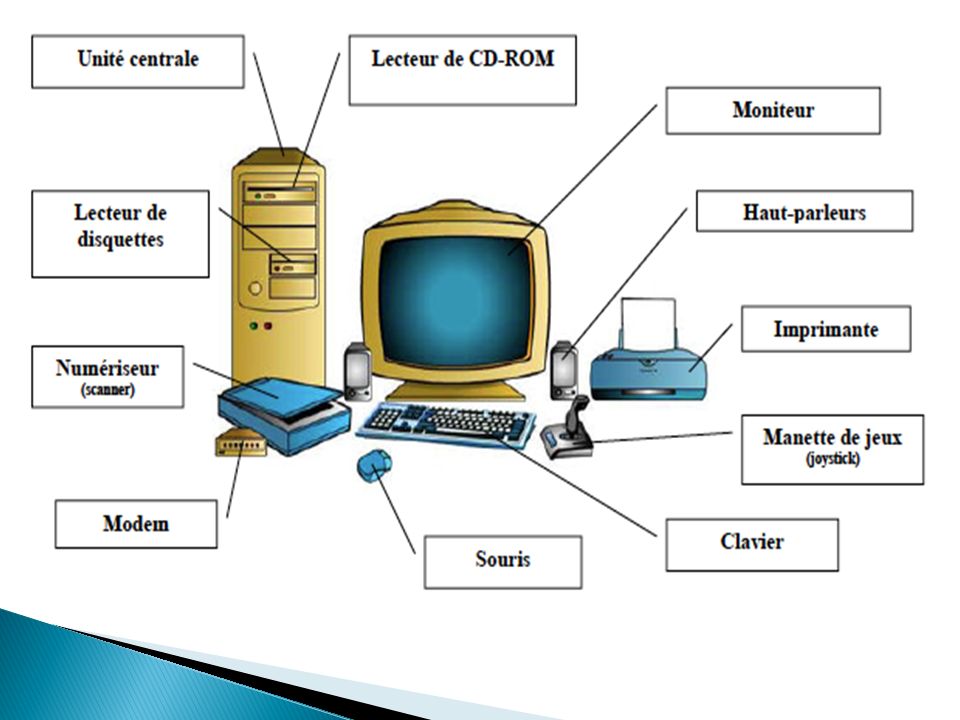 Unité centrale
Lecteur de CD-ROM
Moniteur
Lecteur de
disquettes
Haut-parleurs
Imprimante
Numériseur
(scanner)
Manette de jeux
(joystick)
Modem
Clavier
Souris